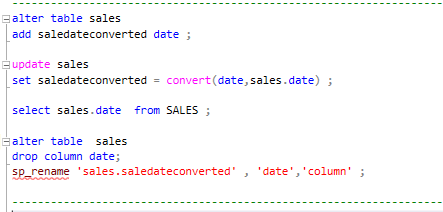 alter table sales
add saledateconverted date ;
update sales
set saledateconverted = convert(date,sales.date) ;
select sales.date  from SALES ;
alter table  sales
drop column date;
sp_rename 'sales.saledateconverted' , 'date','column' ;